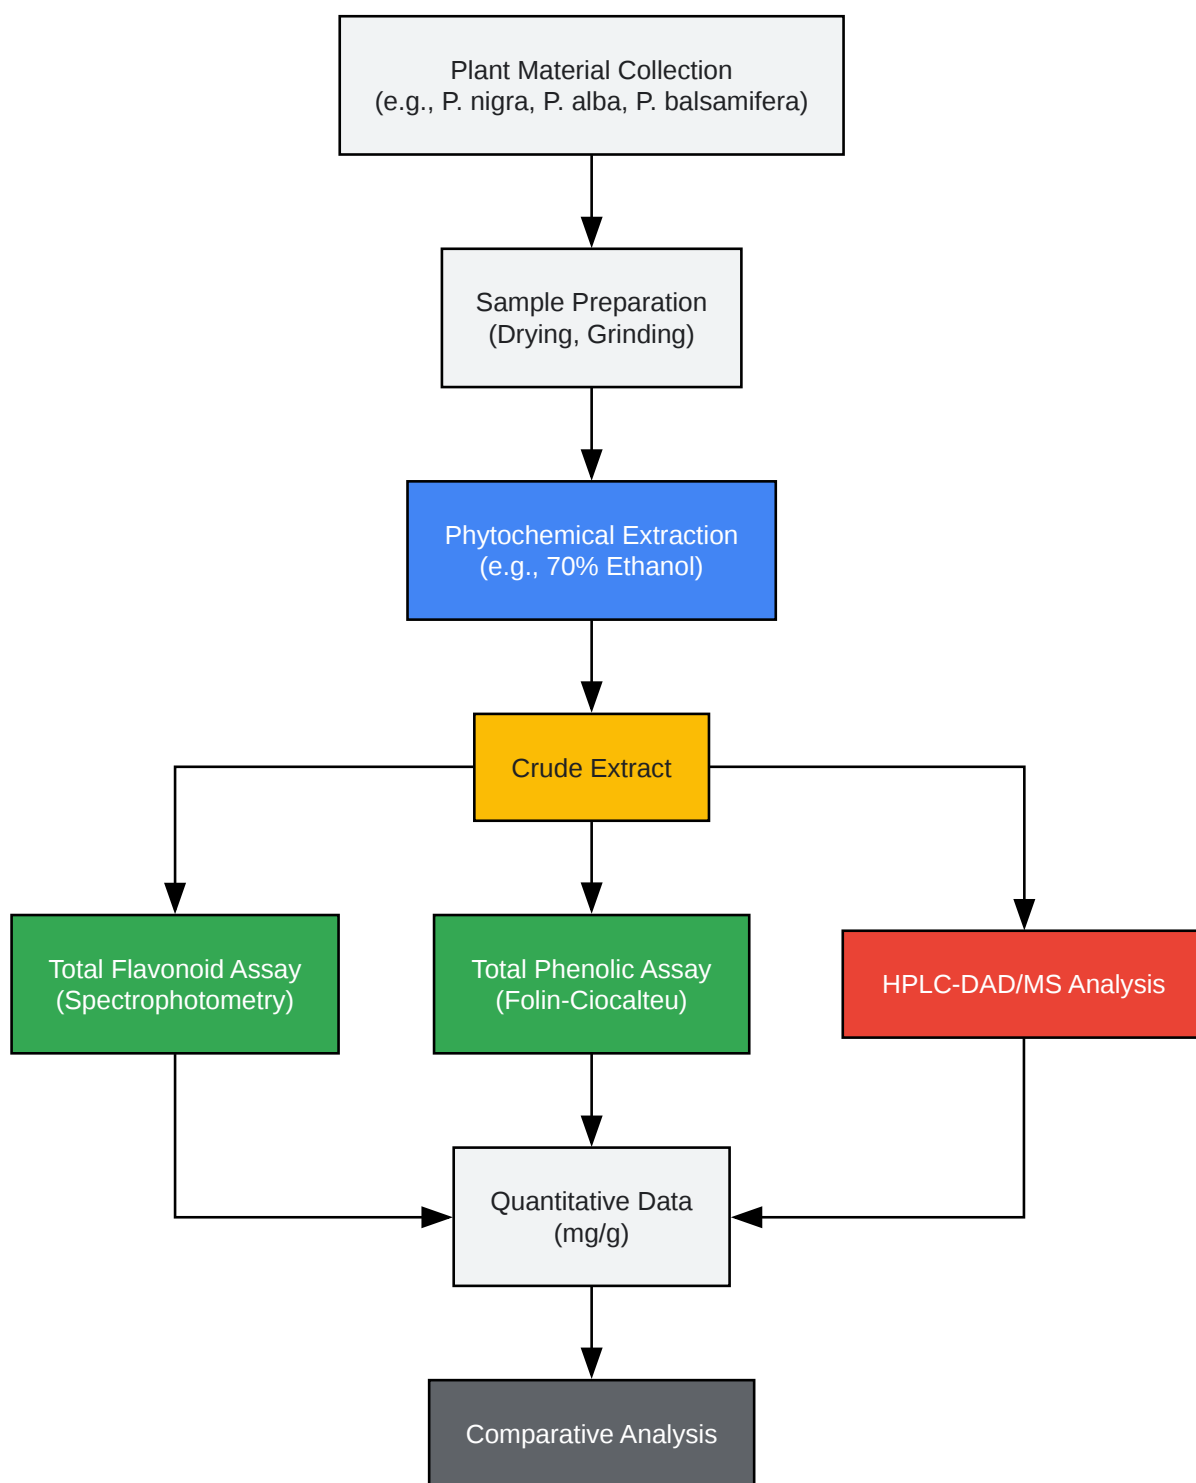 Plant Material Collection
(e.g., P. nigra, P. alba, P. balsamifera)
Sample Preparation
(Drying, Grinding)
Phytochemical Extraction
(e.g., 70% Ethanol)
Crude Extract
Total Flavonoid Assay
(Spectrophotometry)
Total Phenolic Assay
(Folin-Ciocalteu)
HPLC-DAD/MS Analysis
Quantitative Data
(mg/g)
Comparative Analysis